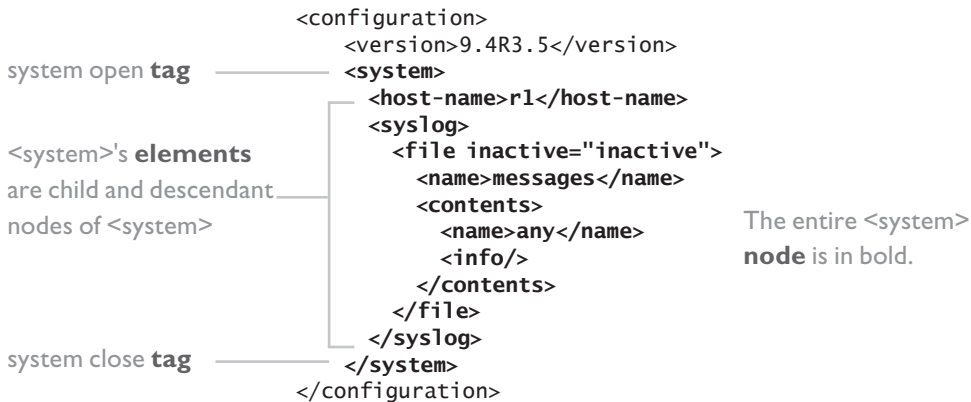 <configuration>
<version>9.4R3.5</version>
system open tag
<system>
<host-name>r1</host-name>
<syslog>
<system>'s elements
are child and descendant
nodes of <system>
<file inactive="inactive">
<name>messages</name>
<contents>
<name>any</name>
<info/>
</contents>
</file>
</syslog>
The entire <system>
node is in bold.
system close tag
</system>
</configuration>